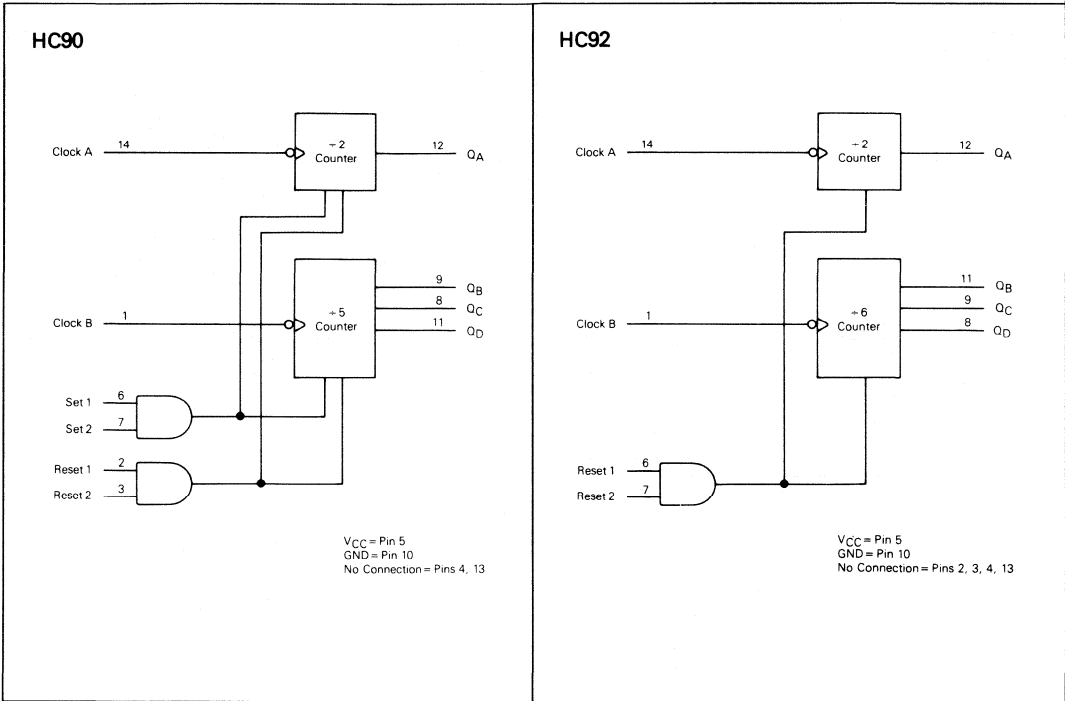 HC90
Clock A 14
÷2
Counter
12 QA
Clock B 1
÷5
Counter
9 QB
8 QC
11 QD
Set 1 6
Set 2 7
Reset 1 2
Reset 2 3
VCC = Pin 5
GND = Pin 10
No Connection = Pins 4, 13
HC92
Clock A 14
÷2
Counter
12 QA
Clock B 1
÷6
Counter
11 QB
9 QC
8 QD
Reset 1 6
Reset 2 7
VCC = Pin 5
GND = Pin 10
No Connection = Pins 2, 3, 4, 13